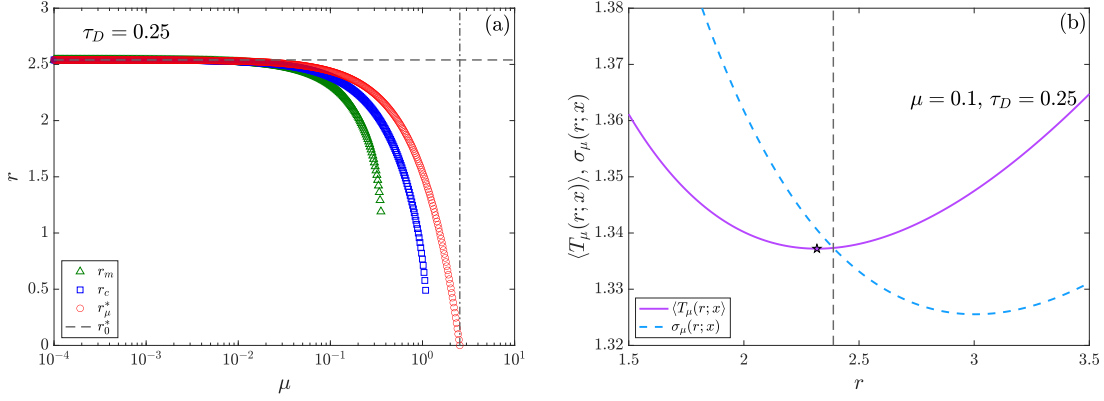 (a)
τ_D = 0.25
3
2.5
2
1.5
1
0.5
0
r
10^{-4}
10^{-3}
10^{-2}
10^{-1}
10^{0}
10^{1}
μ
r_m
r_c
r_μ^*
r_0^*
(b)
μ = 0.1, τ_D = 0.25
1.38
1.37
1.36
1.35
1.34
1.33
1.32
⟨T_μ(r; x)⟩, σ_μ(r; x)
⟨T_μ(r; x)⟩
σ_μ(r; x)
1.5
2
2.5
3
3.5
r